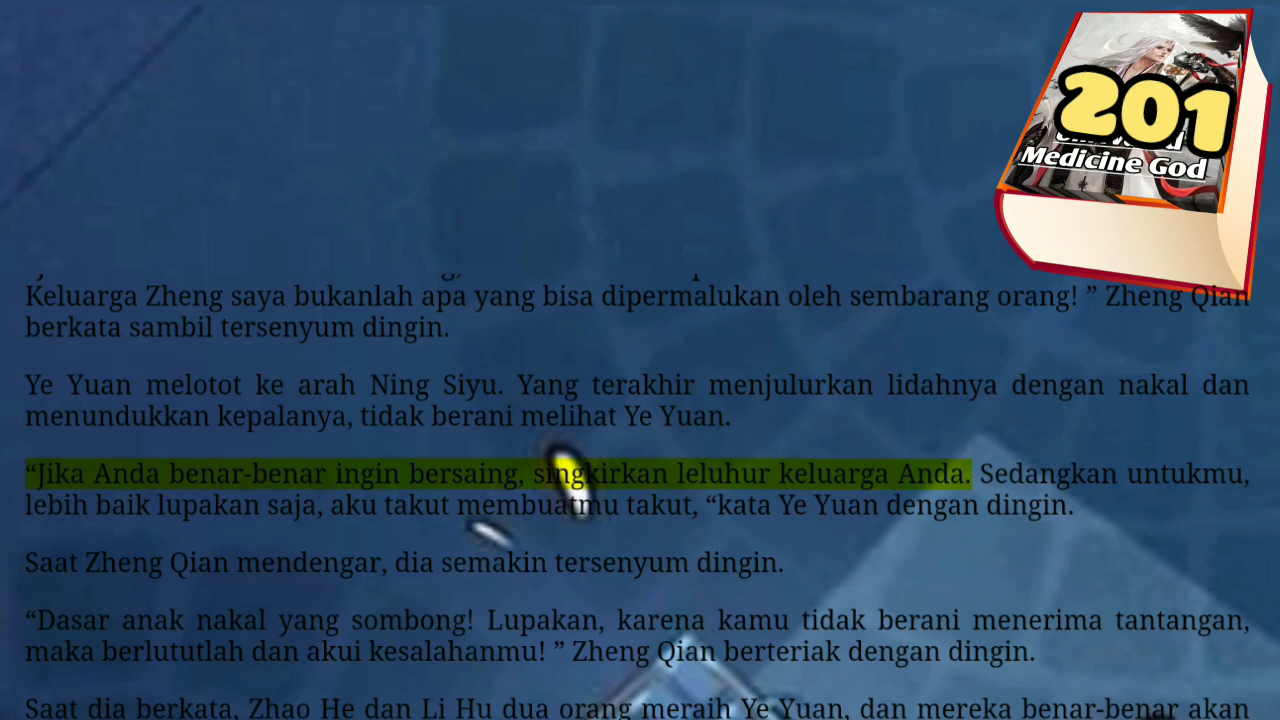 201
Medicine God
Keluarga Zheng saya bukanlah apa yang bisa dipermalukan oleh sembarang orang! ” Zheng Qian
berkata sambil tersenyum dingin.
Ye Yuan melotot ke arah Ning Siyu. Yang terakhir menjulurkan lidahnya dengan nakal dan
menundukkan kepalanya, tidak berani melihat Ye Yuan.
“Jika Anda benar-benar ingin bersaing, singkirkan leluhur keluarga Anda. Sedangkan untukmu,
lebih baik lupakan saja, aku takut membuatmu takut, “kata Ye Yuan dengan dingin.
Saat Zheng Qian mendengar, dia semakin tersenyum dingin.
“Dasar anak nakal yang sombong! Lupakan, karena kamu tidak berani menerima tantangan,
maka berlututlah dan akui kesalahanmu! ” Zheng Qian berteriak dengan dingin.
Saat dia berkata, Zhao He dan Li Hu dua orang meraih Ye Yuan, dan mereka benar-benar akan